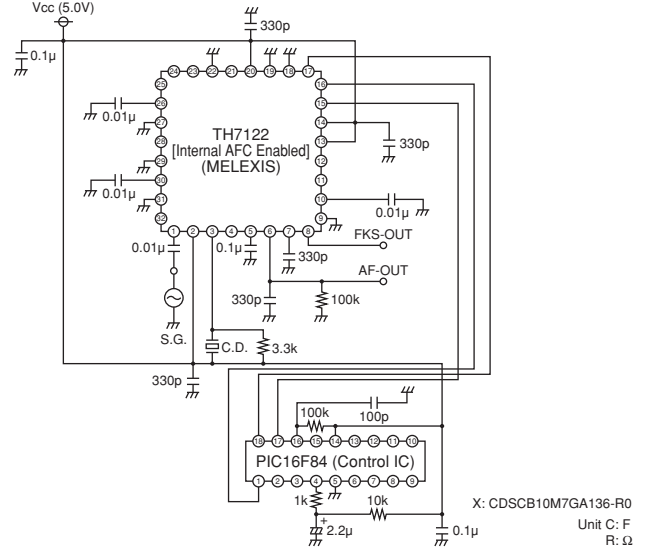 Vcc (5.0V)
330p
0.1µ
24 23 22 21 20 19 18 17
25 16
26 15
0.01µ
27 14
TH7122
28 13
330p
[Internal AFC Enabled]
29 12
(MELEXIS)
30 11
0.01µ
31 10
0.01µ
32 9
1 2 3 4 5 6 7 8
FKS-OUT
0.01µ
0.1µ
330p
AF-OUT
330p
100k
S.G.
C.D.
3.3k
330p
100k
100p
18 17 16 15 14 13 12 11 10
PIC16F84 (Control IC)
1 2 3 4 5 6 7 8 9
1k
10k
X: CDSCB10M7GA136-R0
+
2.2µ
0.1µ
Unit C: F
R: Ω